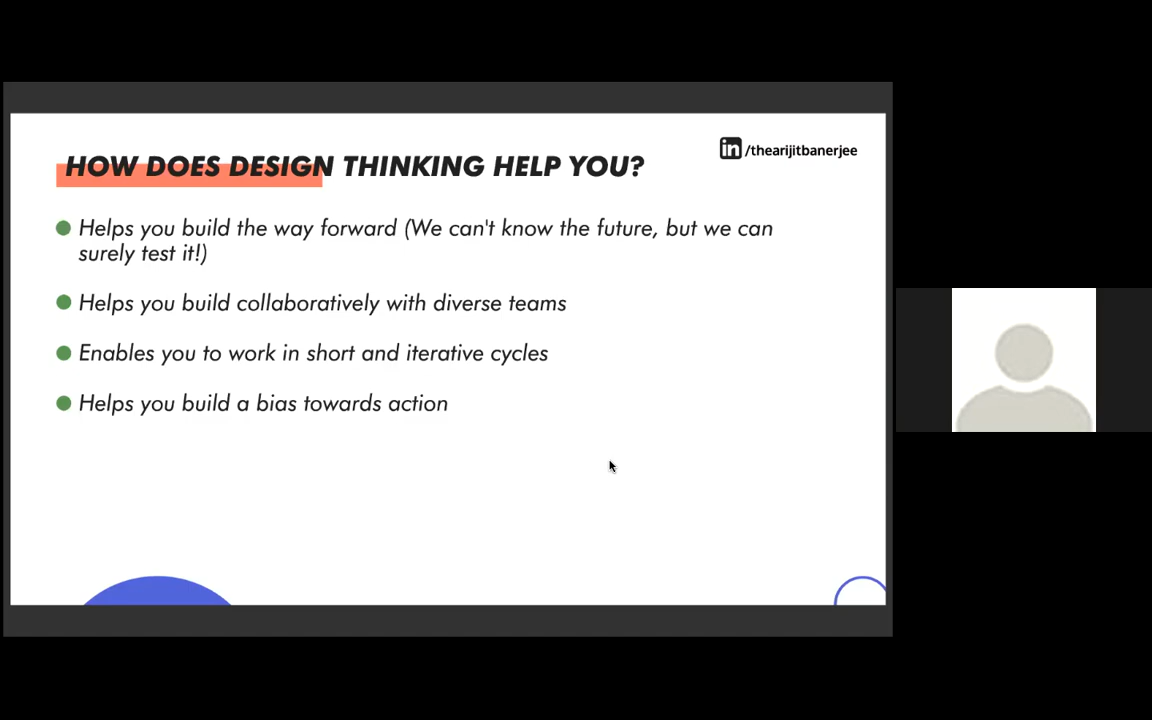 HOW DOES DESIGN THINKING HELP YOU?
in /thearijitbanerjee
Helps you build the way forward (We can't know the future, but we can
surely test it!)
Helps you build collaboratively with diverse teams
Enables you to work in short and iterative cycles
Helps you build a bias towards action